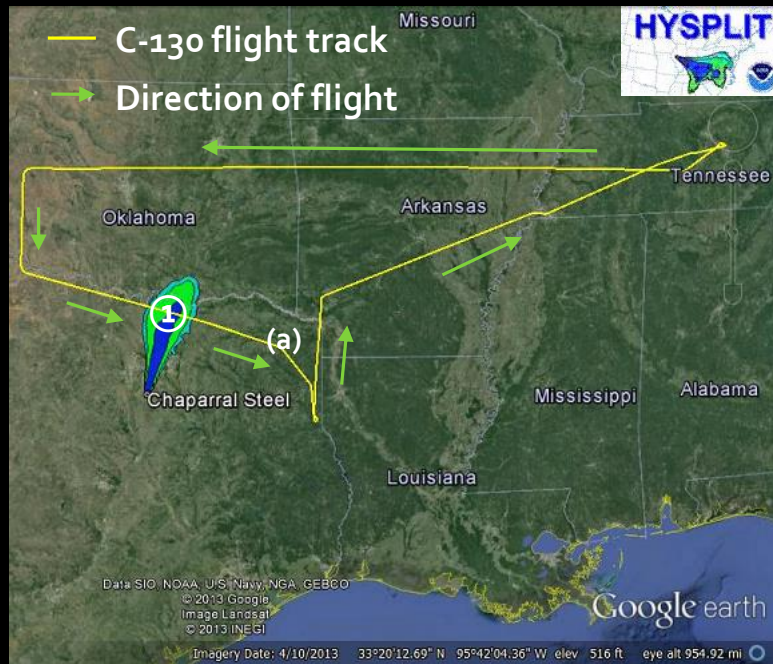 Missouri
HYSPLIT
C-130 flight track
Direction of flight
Tennessee
Arkansas
Oklahoma
1
(a)
Chaparral Steel
Mississippi
Alabama
Louisiana
Data SIO, NOAA, U.S. Navy, NGA, GEBCO
© 2013 Google
Image Landsat
© 2013 INEGI
Google earth
Imagery Date: 4/10/2013 33°20'12.69" N 95°42'04.36" W elev 516 ft eye alt 954.92 mi